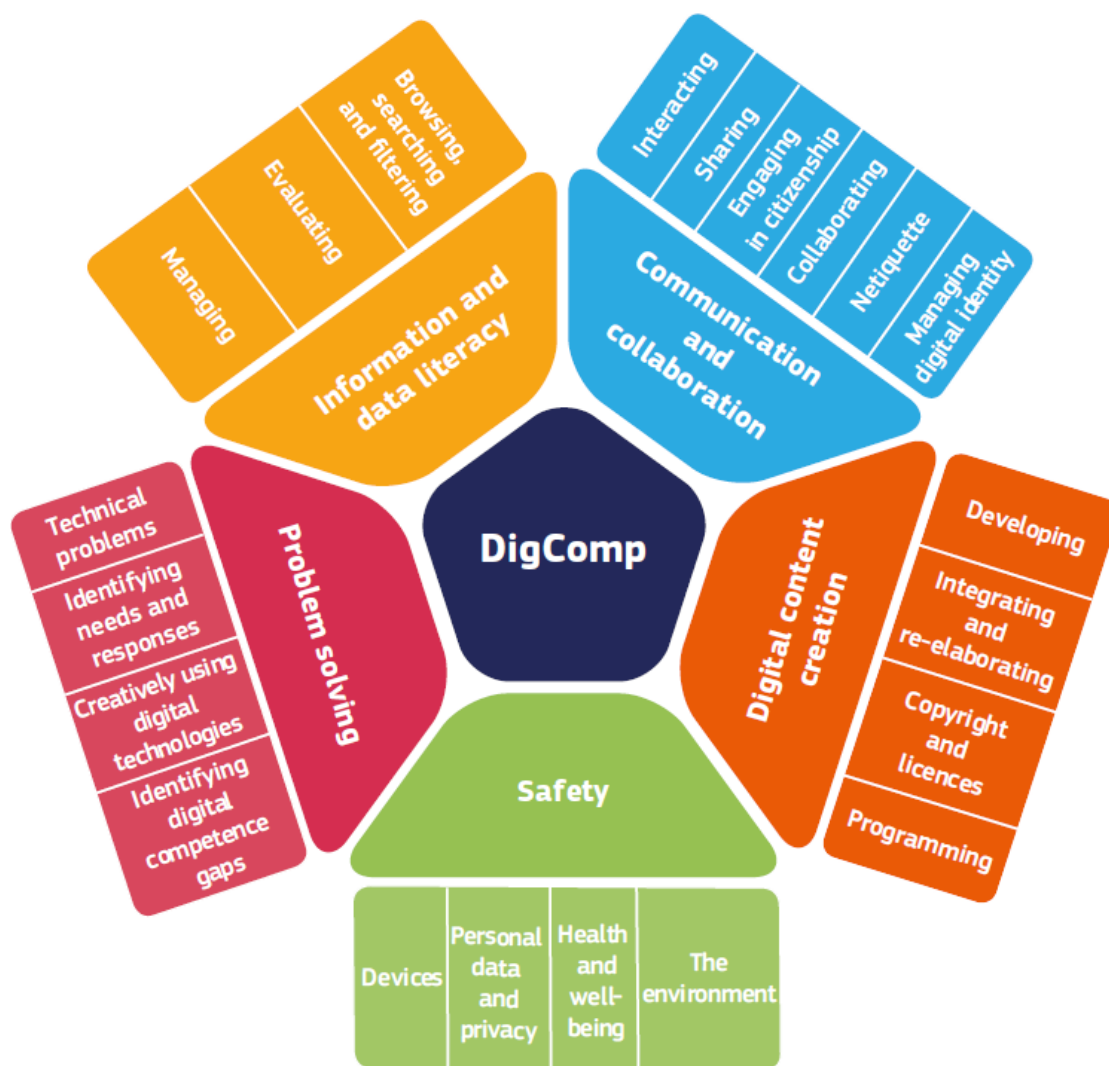 DigComp
Information and
data literacy
Browsing,
searching
and filtering
Evaluating
Managing
Communication
and
collaboration
Interacting
Sharing
Engaging
in citizenship
Collaborating
Netiquette
Managing
digital identity
Digital content
creation
Developing
Integrating
and
re-elaborating
Copyright
and
licences
Programming
Safety
Devices
Personal
data
and
privacy
Health
and
well-
being
The
environment
Problem solving
Technical
problems
Identifying
needs and
responses
Creatively using
digital
technologies
Identifying
digital
competence
gaps